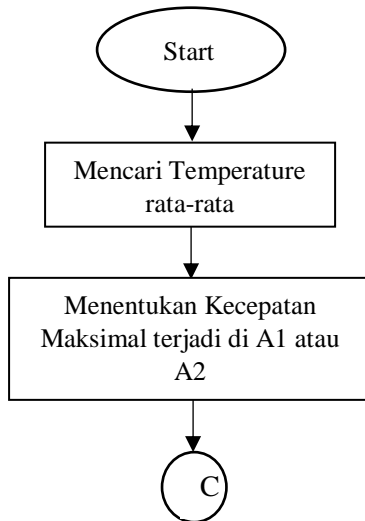 Start
Mencari Temperature
rata-rata
Menentukan Kecepatan
Maksimal terjadi di A1 atau
A2
C